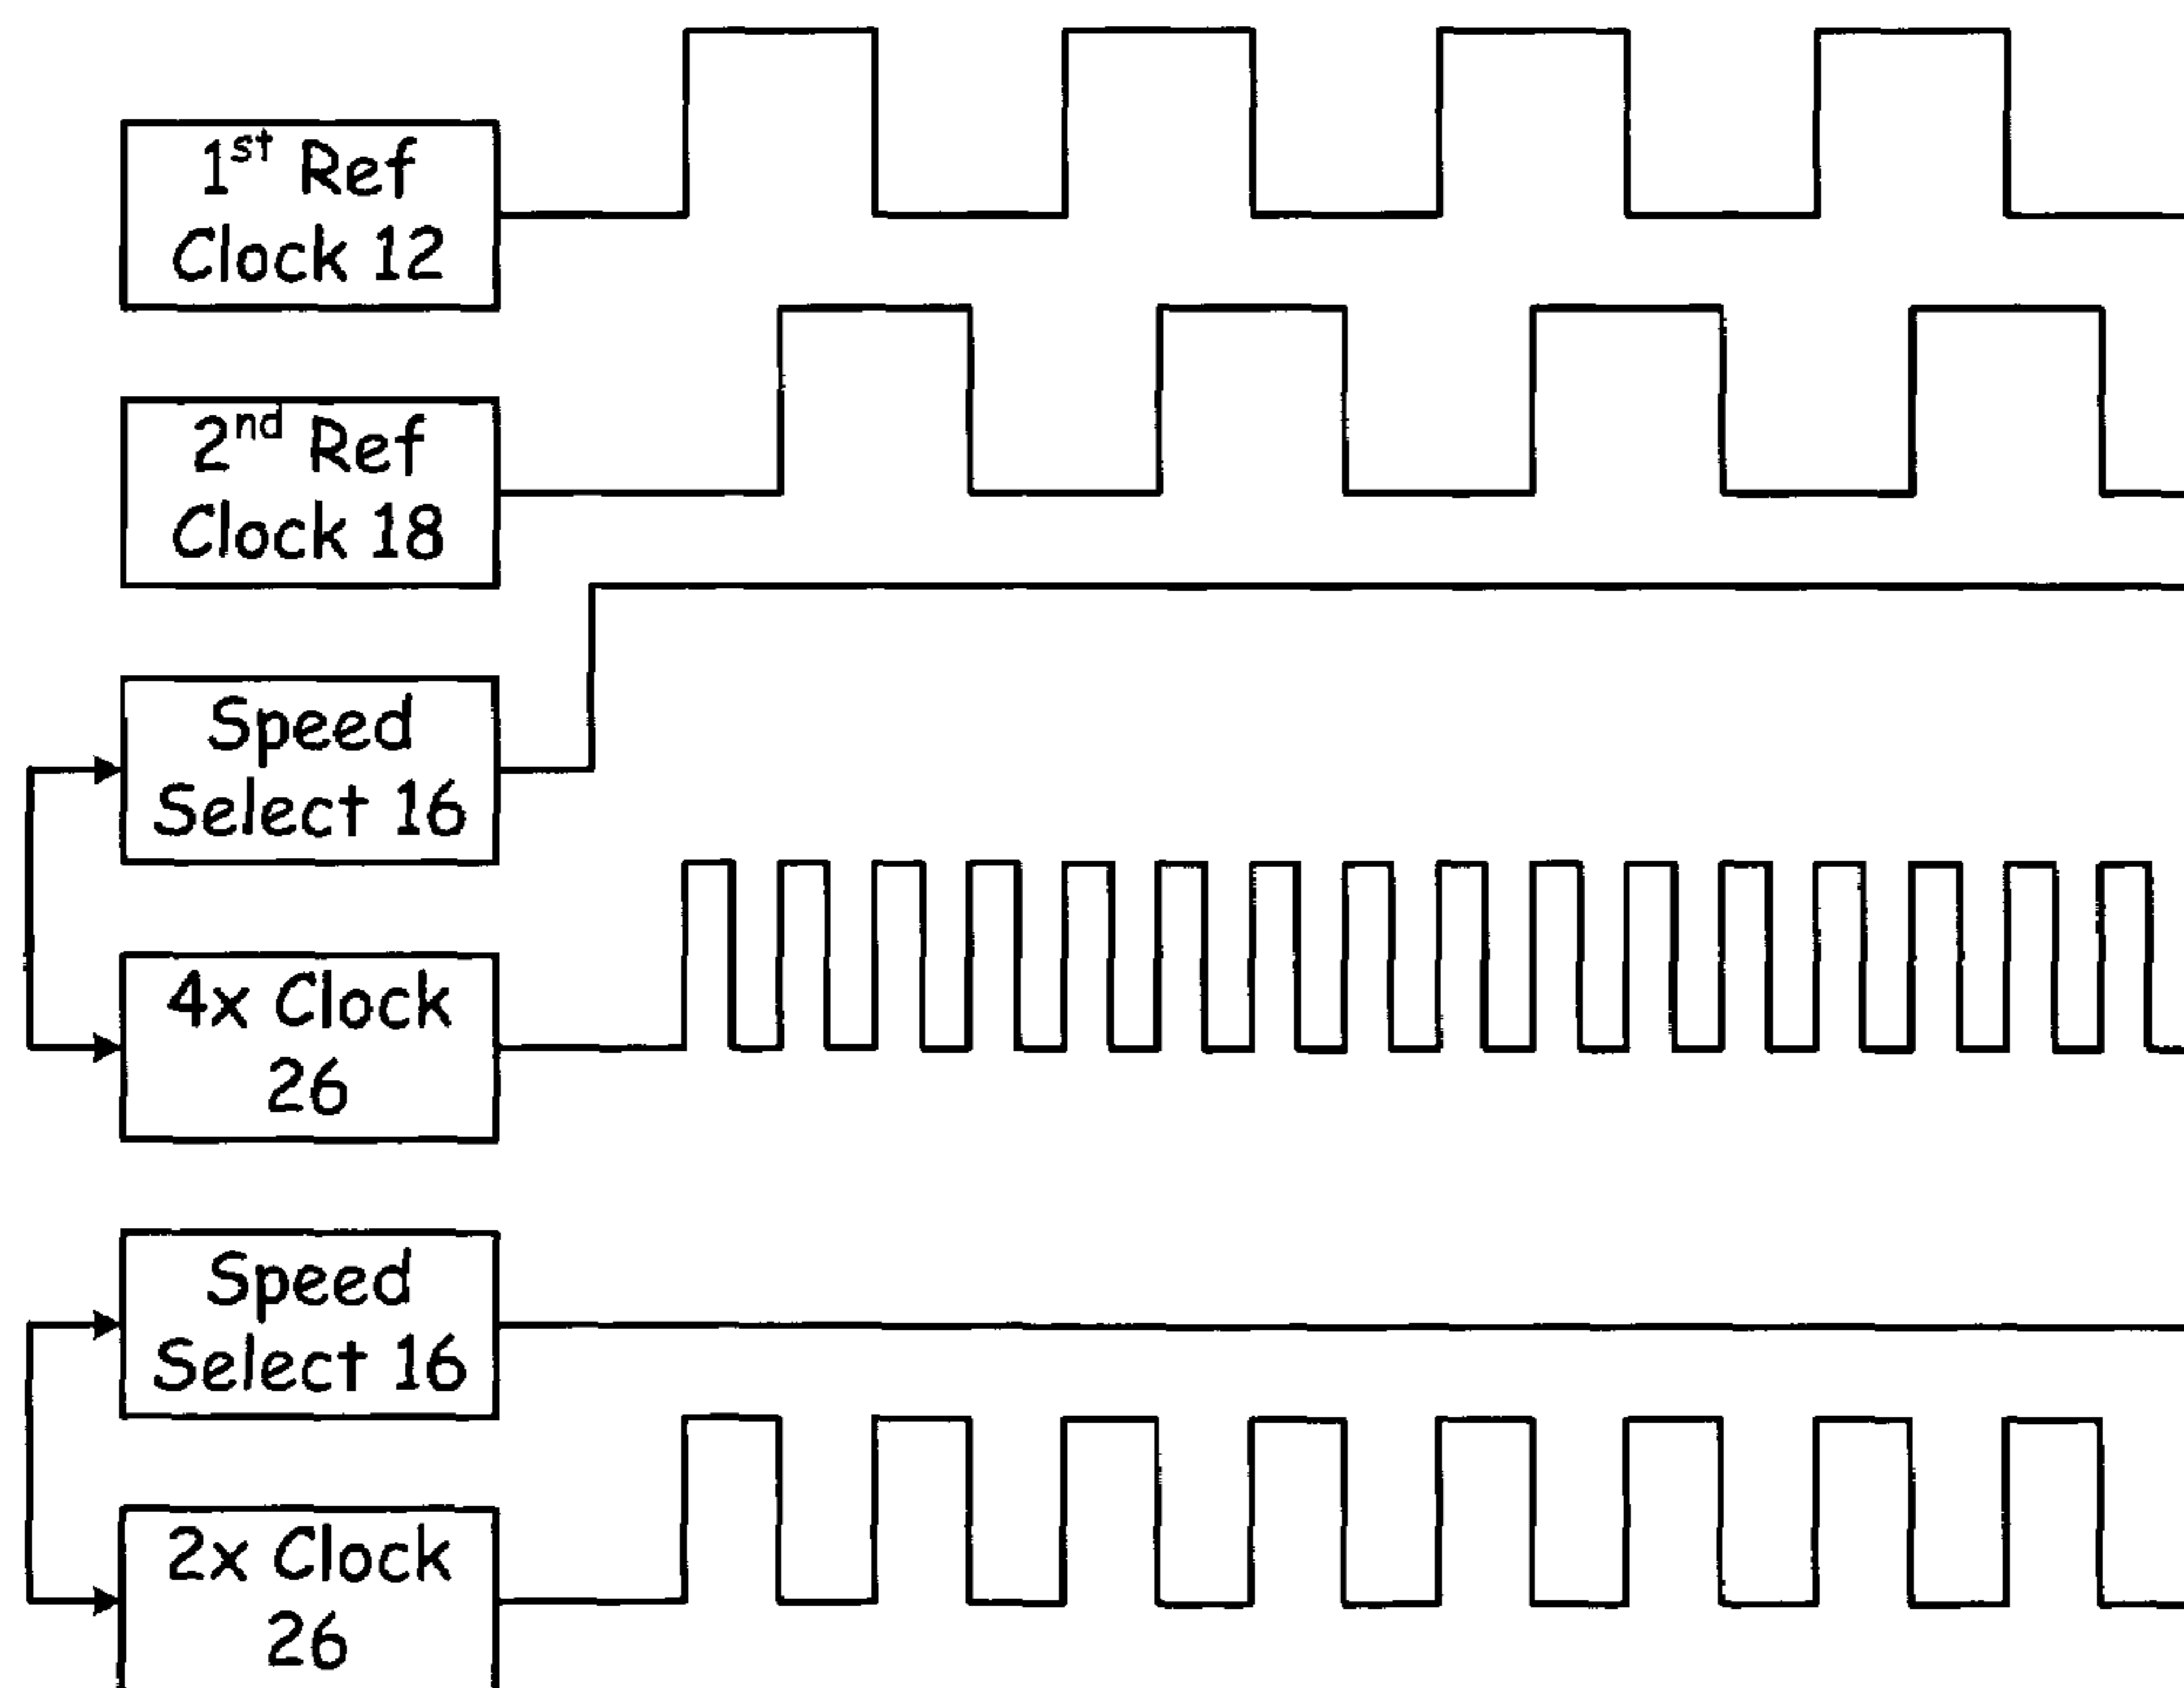 1st Ref
Clock 12
2nd Ref
Clock 18
Speed
Select 16
4x Clock
26
Speed
Select 16
2x Clock
26